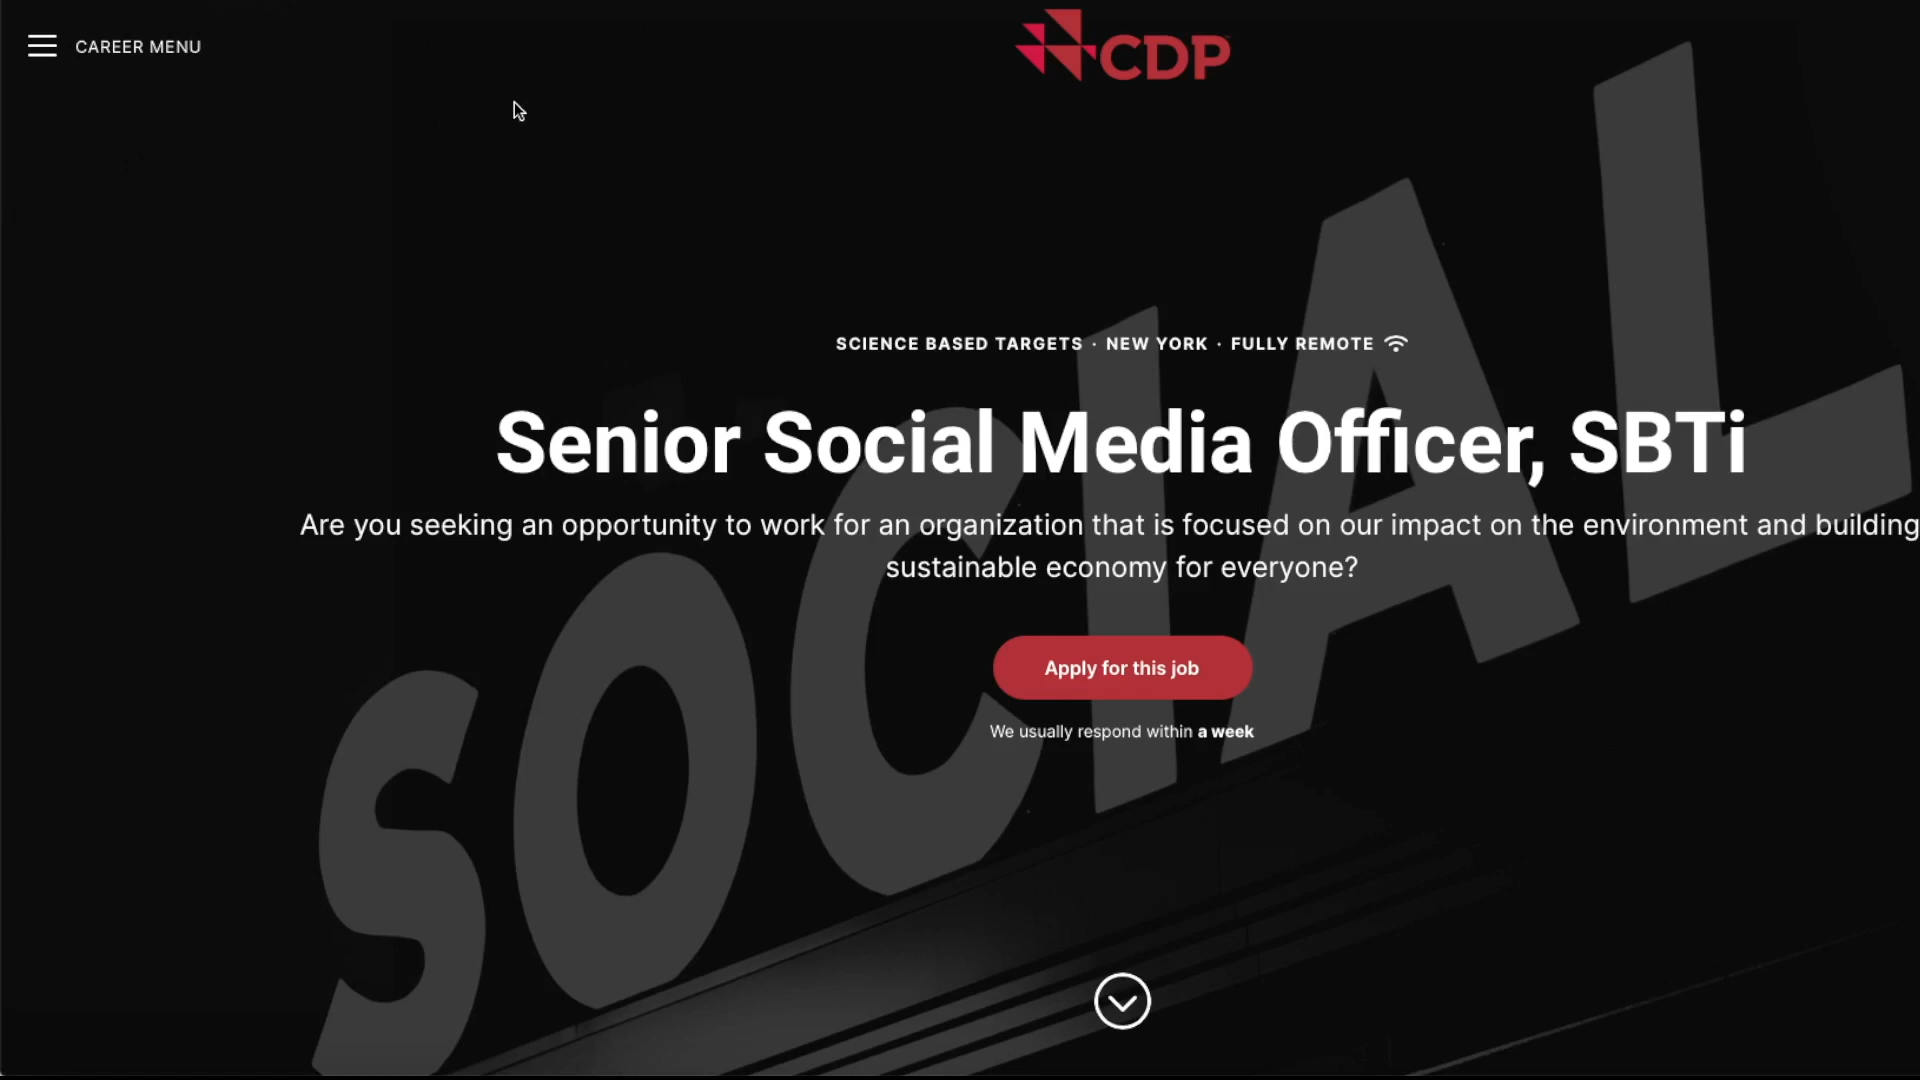 CAREER MENU
CDP
SCIENCE BASED TARGETS · NEW YORK · FULLY REMOTE
Senior Social Media Officer, SBTi
Are you seeking an opportunity to work for an organization that is focused on our impact on the environment and building
sustainable economy for everyone?
Apply for this job
We usually respond within a week
SOCIAL